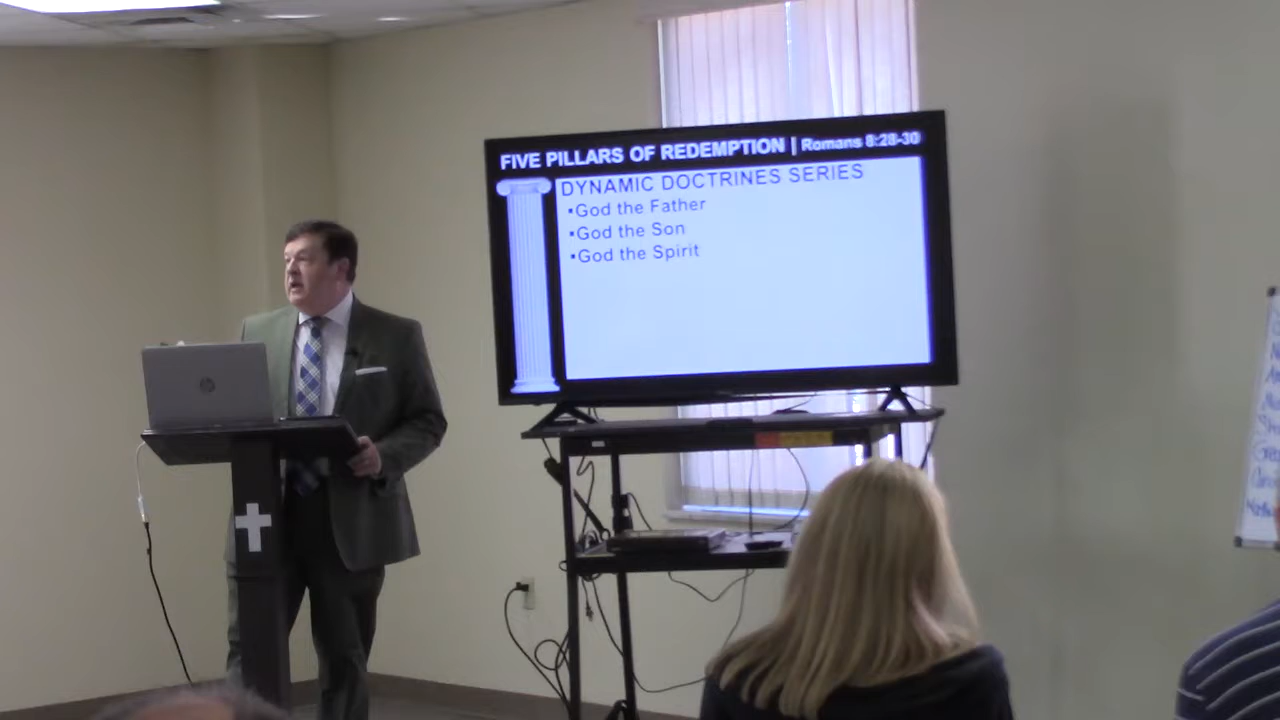 FIVE PILLARS OF REDEMPTION | Romans 8:28-30
DYNAMIC DOCTRINES SERIES
▪God the Father
▪God the Son
▪God the Spirit
hp